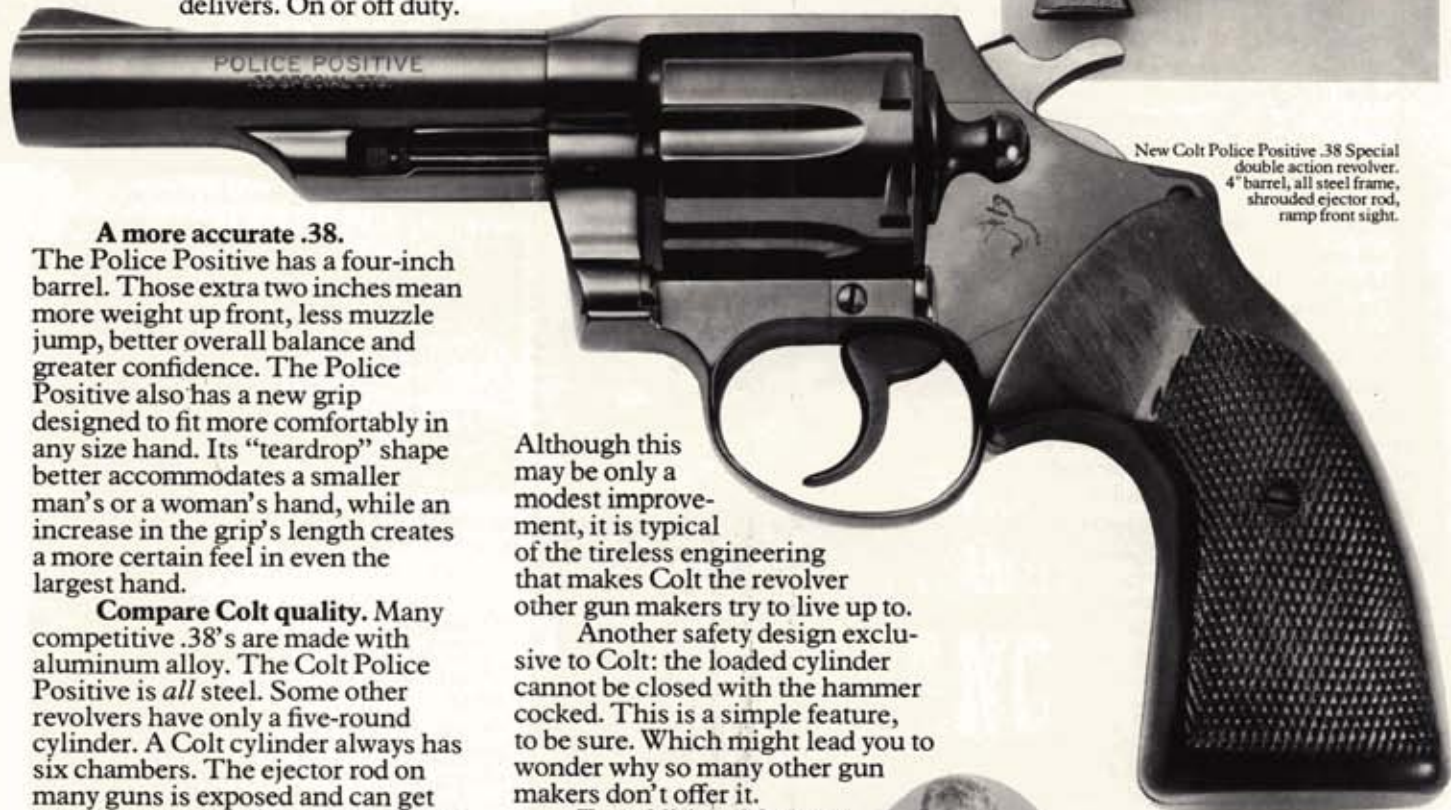 delivers. On or off duty.
POLICE POSITIVE
New Colt Police Positive .38 Special
double action revolver.
4" barrel, all steel frame,
shrouded ejector rod,
ramp front sight.
A more accurate .38.
The Police Positive has a four-inch
barrel. Those extra two inches mean
more weight up front, less muzzle
jump, better overall balance and
greater confidence. The Police
Positive also has a new grip
designed to fit more comfortably in
any size hand. Its “teardrop” shape
better accommodates a smaller
man's or a woman's hand, while an
increase in the grip's length creates
a more certain feel in even the
largest hand.
Compare Colt quality. Many
competitive .38's are made with
aluminum alloy. The Colt Police
Positive is all steel. Some other
revolvers have only a five-round
cylinder. A Colt cylinder always has
six chambers. The ejector rod on
many guns is exposed and can get
Although this
may be only a
modest improve-
ment, it is typical
of the tireless engineering
that makes Colt the revolver
other gun makers try to live up to.
Another safety design exclu-
sive to Colt: the loaded cylinder
cannot be closed with the hammer
cocked. This is a simple feature,
to be sure. Which might lead you to
wonder why so many other gun
makers don't offer it.